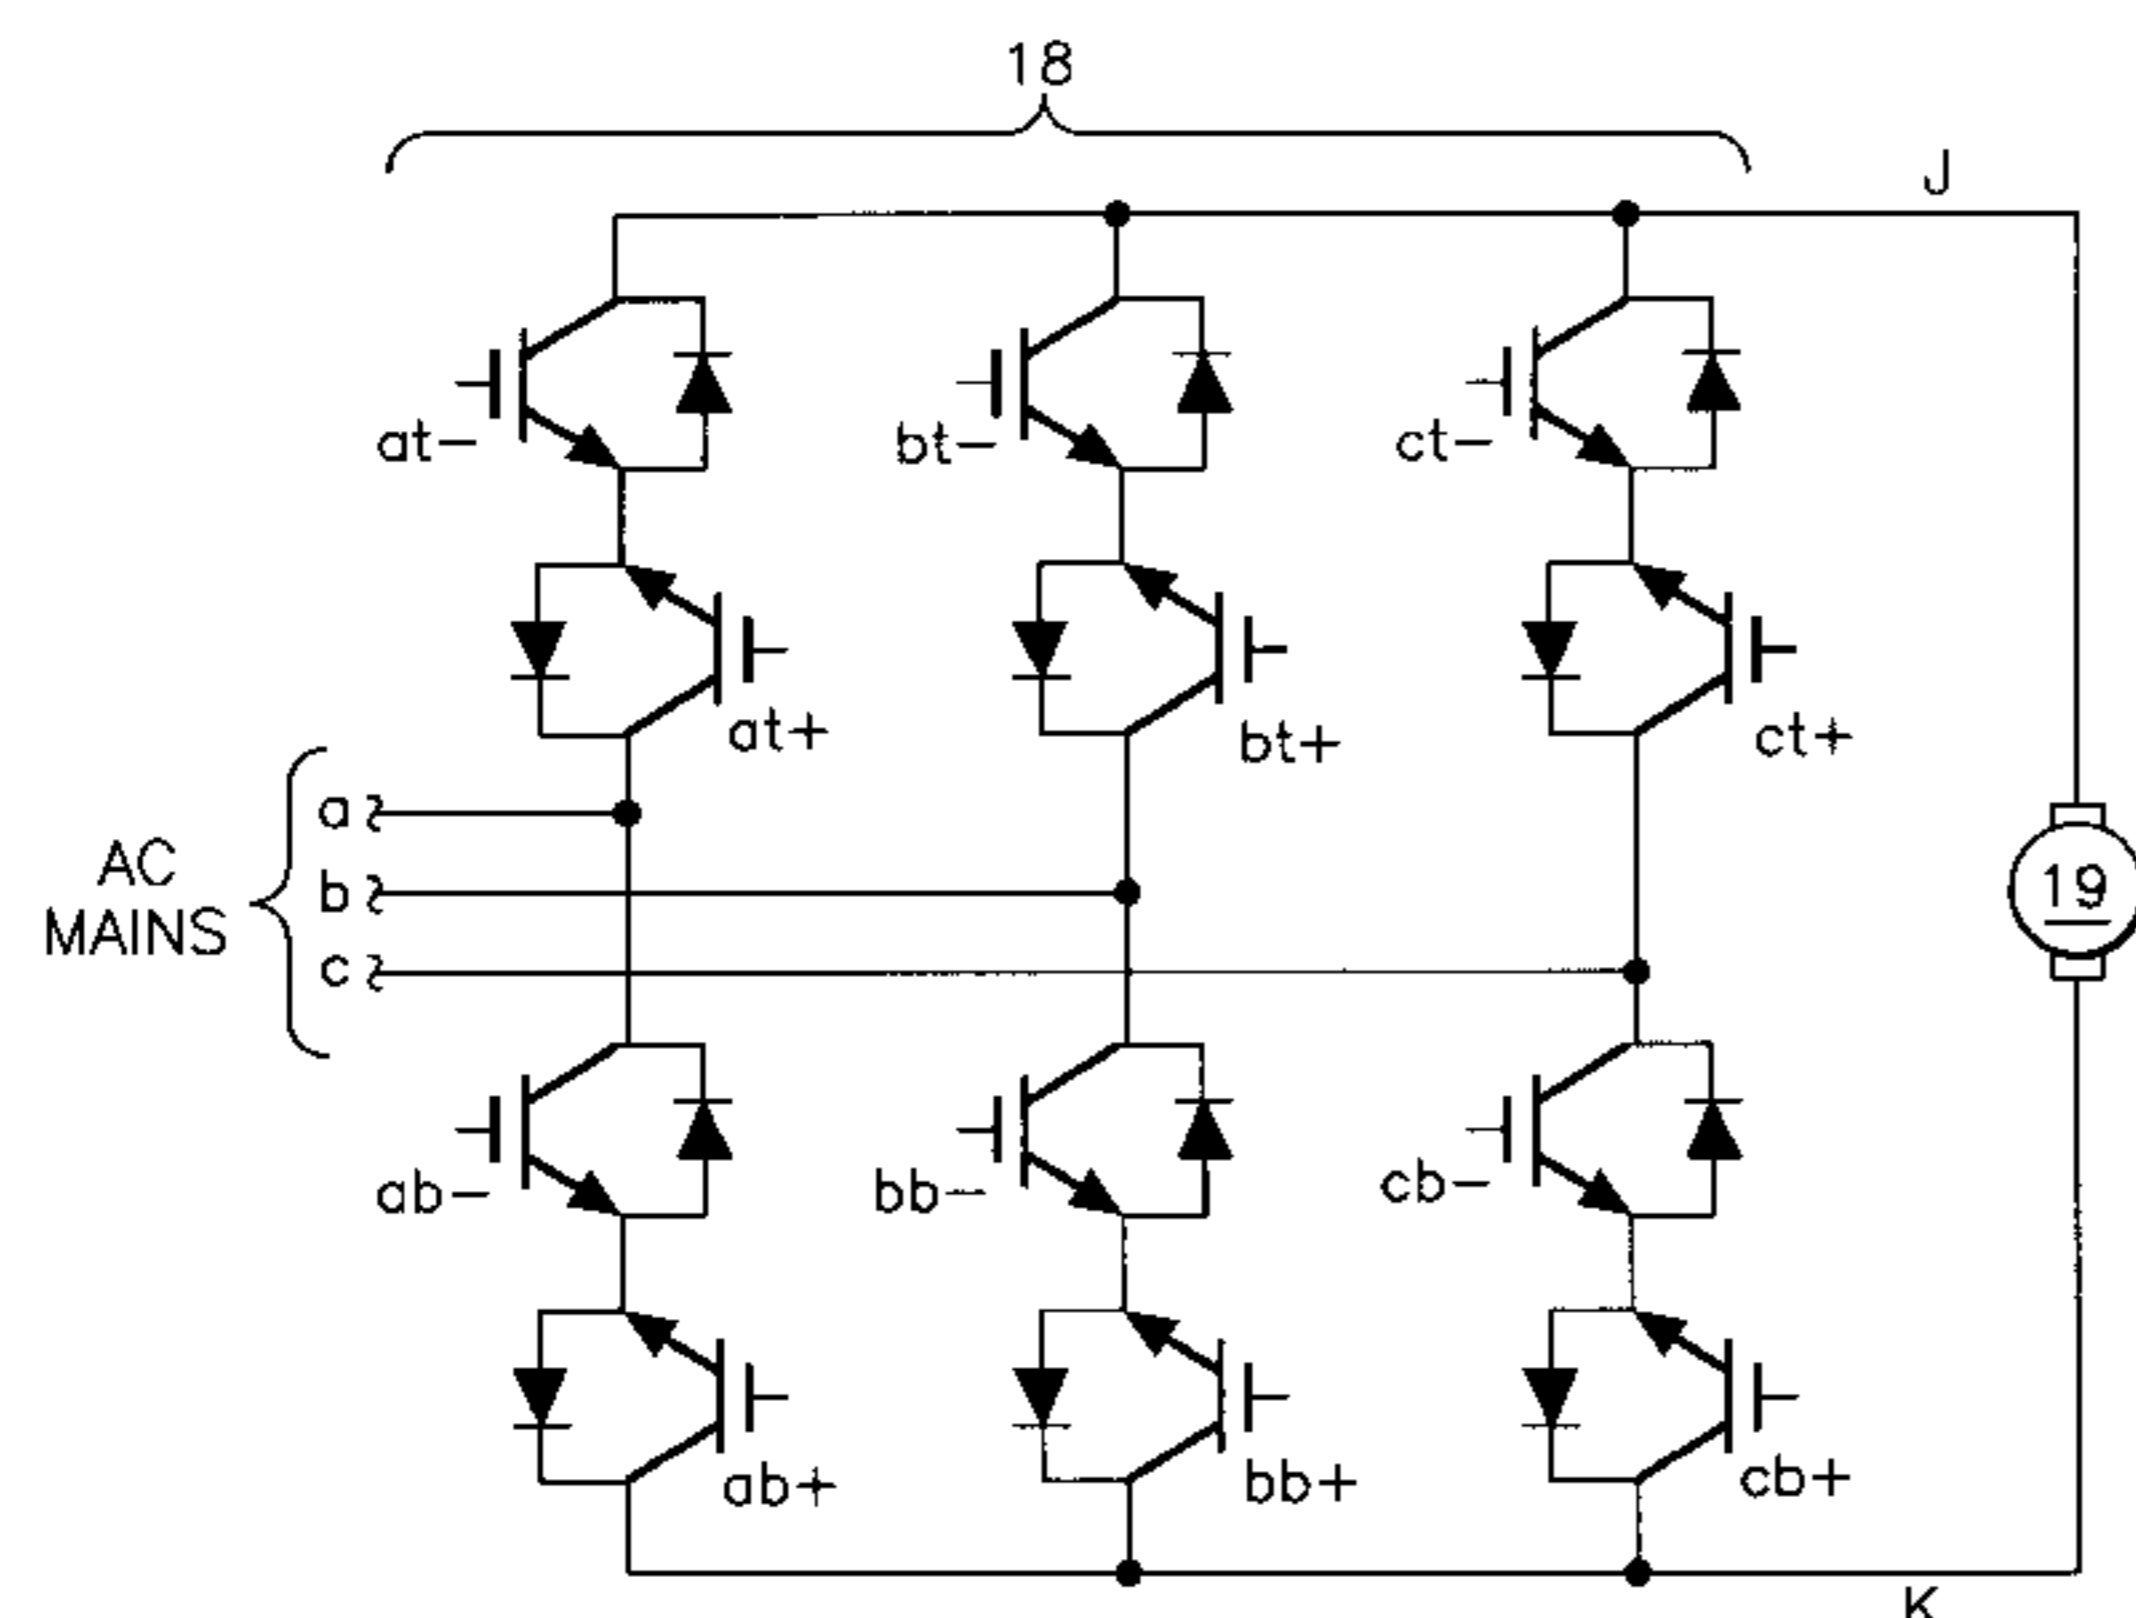 18
J
at−
bt−
ct−
at+
bt+
ct+
AC
MAINS
a
b
c
19
ab−
bb−
cb−
ab+
bb+
cb+
K